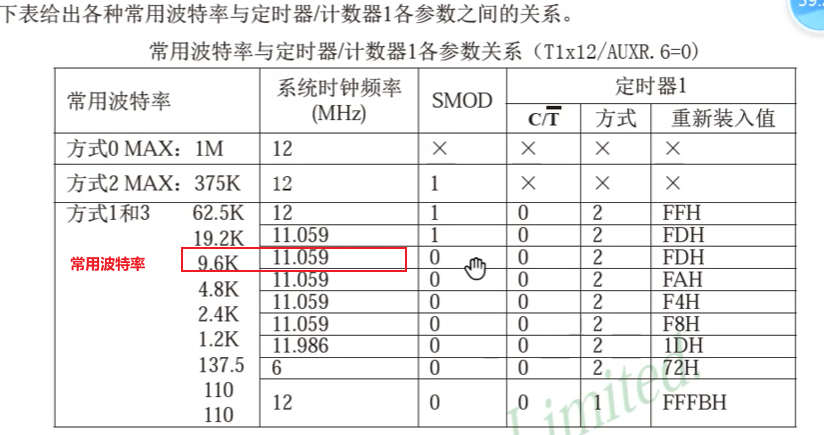 下表给出各种常用波特率与定时器/计数器1各参数之间的关系。
常用波特率与定时器/计数器1各参数关系（T1x12/AUXR.6=0)
常用波特率 系统时钟频率(MHz) SMOD 定时器1
C/T̅ 方式 重新装入值
方式0 MAX：1M 12 × × × ×
方式2 MAX：375K 12 1 × × ×
方式1和3 62.5K 12 1 0 2 FFH
19.2K 11.059 1 0 2 FDH
常用波特率 9.6K 11.059 0 0 2 FDH
4.8K 11.059 0 0 2 FAH
2.4K 11.059 0 0 2 F4H
1.2K 11.059 0 0 2 F8H
137.5 11.986 0 0 2 1DH
110 6 0 0 2 72H
110 12 0 0 1 FFFBH
Limited.